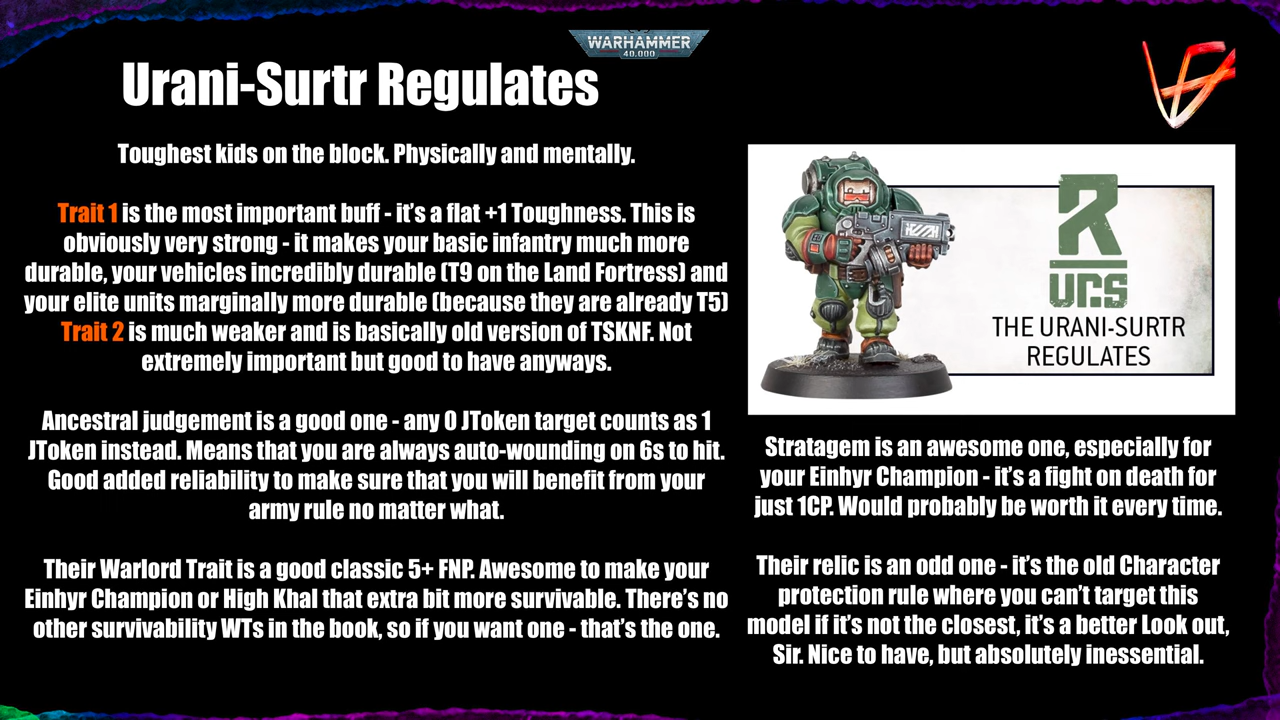 WARHAMMER
40,000
Urani-Surtr Regulates
Toughest kids on the block. Physically and mentally.
Trait 1 is the most important buff - it's a flat +1 Toughness. This is
obviously very strong - it makes your basic infantry much more
durable, your vehicles incredibly durable (T9 on the Land Fortress) and
your elite units marginally more durable (because they are already T5)
Trait 2 is much weaker and is basically old version of TSKNF. Not
extremely important but good to have anyways.
Ancestral judgement is a good one - any 0 JToken target counts as 1
JToken instead. Means that you are always auto-wounding on 6s to hit.
Good added reliability to make sure that you will benefit from your
army rule no matter what.
Their Warlord Trait is a good classic 5+ FNP. Awesome to make your
Einhyr Champion or High Khal that extra bit more survivable. There's no
other survivability WTs in the book, so if you want one - that's the one.
URCS
THE URANI-SURTR
REGULATES
Stratagem is an awesome one, especially for
your Einhyr Champion - it's a fight on death for
just 1CP. Would probably be worth it every time.
Their relic is an odd one - it's the old Character
protection rule where you can't target this
model if it's not the closest, it's a better Look out,
Sir. Nice to have, but absolutely inessential.